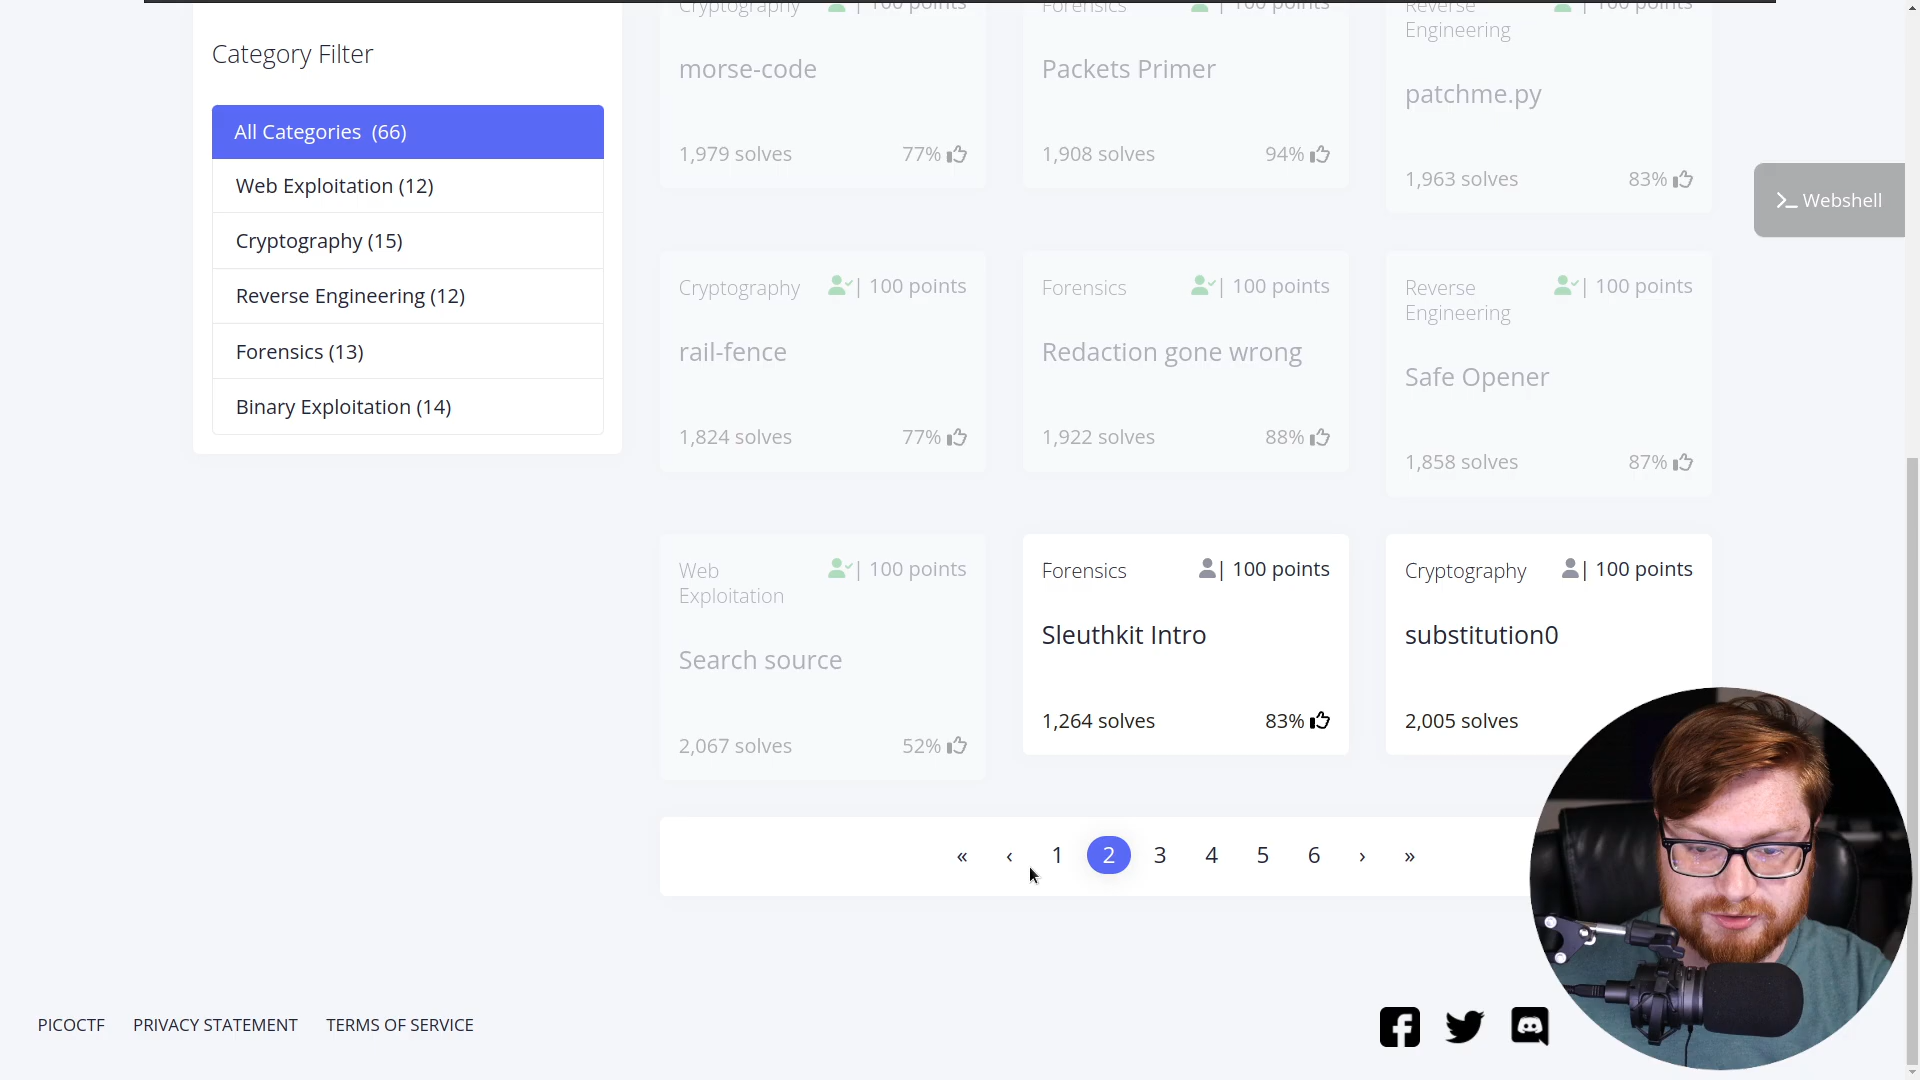 Category Filter
All Categories (66)
Web Exploitation (12)
Cryptography (15)
Reverse Engineering (12)
Forensics (13)
Binary Exploitation (14)
Cryptography | 100 points
morse-code
1,979 solves 77%
Forensics | 100 points
Packets Primer
1,908 solves 94%
Reverse | 100 points
Engineering
patchme.py
1,963 solves 83%
Cryptography | 100 points
rail-fence
1,824 solves 77%
Forensics | 100 points
Redaction gone wrong
1,922 solves 88%
Reverse | 100 points
Engineering
Safe Opener
1,858 solves 87%
Web | 100 points
Exploitation
Search source
2,067 solves 52%
Forensics | 100 points
Sleuthkit Intro
1,264 solves 83%
Cryptography | 100 points
substitution0
2,005 solves
>_ Webshell
« ‹ 1 2 3 4 5 6 › »
PICOCTF PRIVACY STATEMENT TERMS OF SERVICE